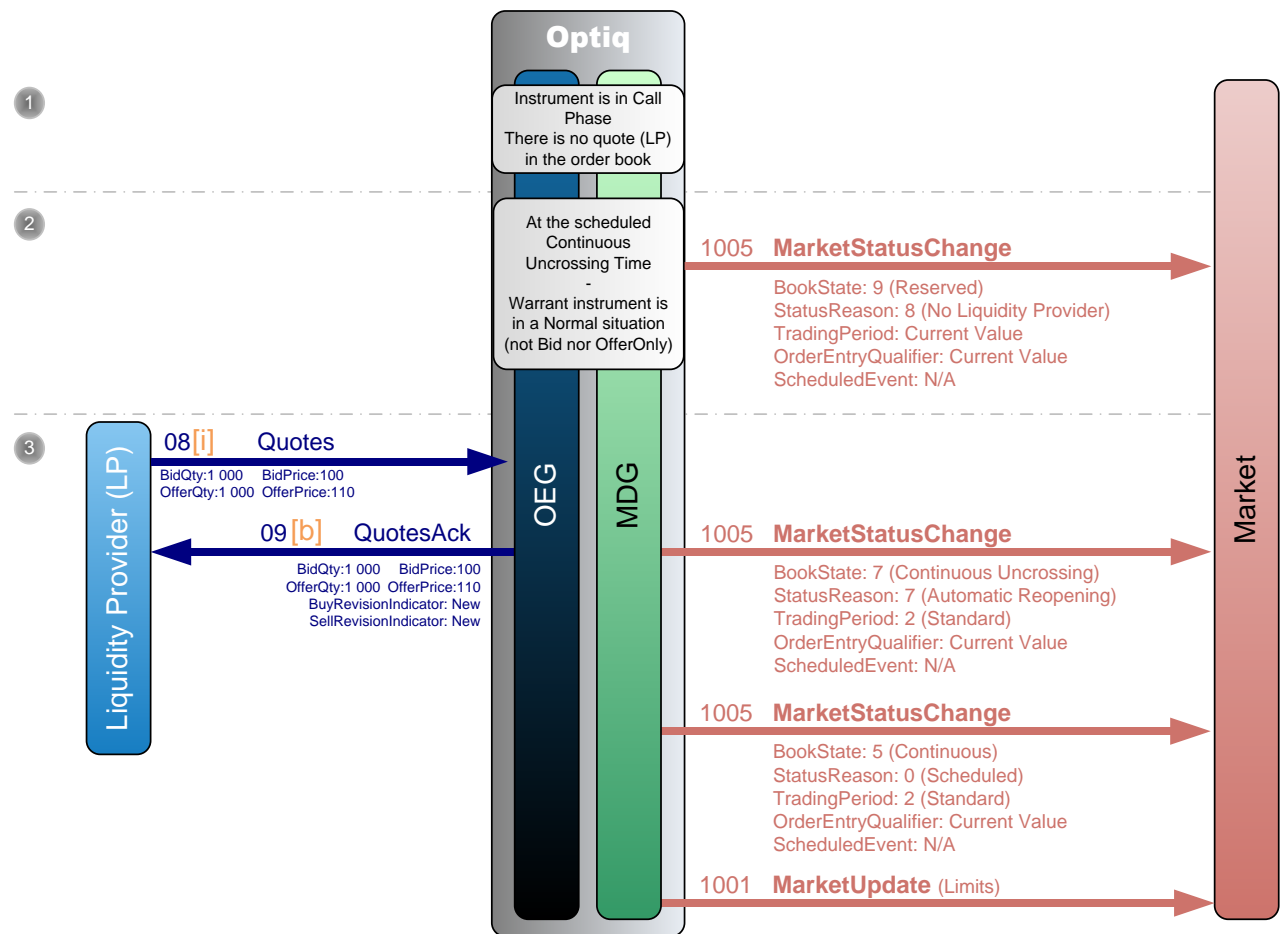 Optiq
1
Instrument is in Call
Phase
There is no quote (LP)
in the order book
2
At the scheduled
Continuous
Uncrossing Time
-
Warrant instrument is
in a Normal situation
(not Bid nor OfferOnly)
1005 MarketStatusChange
BookState: 9 (Reserved)
StatusReason: 8 (No Liquidity Provider)
TradingPeriod: Current Value
OrderEntryQualifier: Current Value
ScheduledEvent: N/A
3
Liquidity Provider (LP)
08[i] Quotes
BidQty:1 000 BidPrice:100
OfferQty:1 000 OfferPrice:110
09[b] QuotesAck
BidQty:1 000 BidPrice:100
OfferQty:1 000 OfferPrice:110
BuyRevisionIndicator: New
SellRevisionIndicator: New
OEG
MDG
1005 MarketStatusChange
BookState: 7 (Continuous Uncrossing)
StatusReason: 7 (Automatic Reopening)
TradingPeriod: 2 (Standard)
OrderEntryQualifier: Current Value
ScheduledEvent: N/A
1005 MarketStatusChange
BookState: 5 (Continuous)
StatusReason: 0 (Scheduled)
TradingPeriod: 2 (Standard)
OrderEntryQualifier: Current Value
ScheduledEvent: N/A
1001 MarketUpdate (Limits)
Market